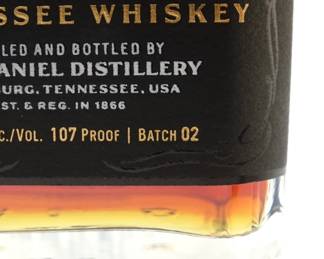 SSEE WHISKEY
LED AND BOTTLED BY
ANIEL DISTILLERY
BURG, TENNESSEE, USA
ST. & REG. IN 1866
C./VOL. 107 PROOF | BATCH 02